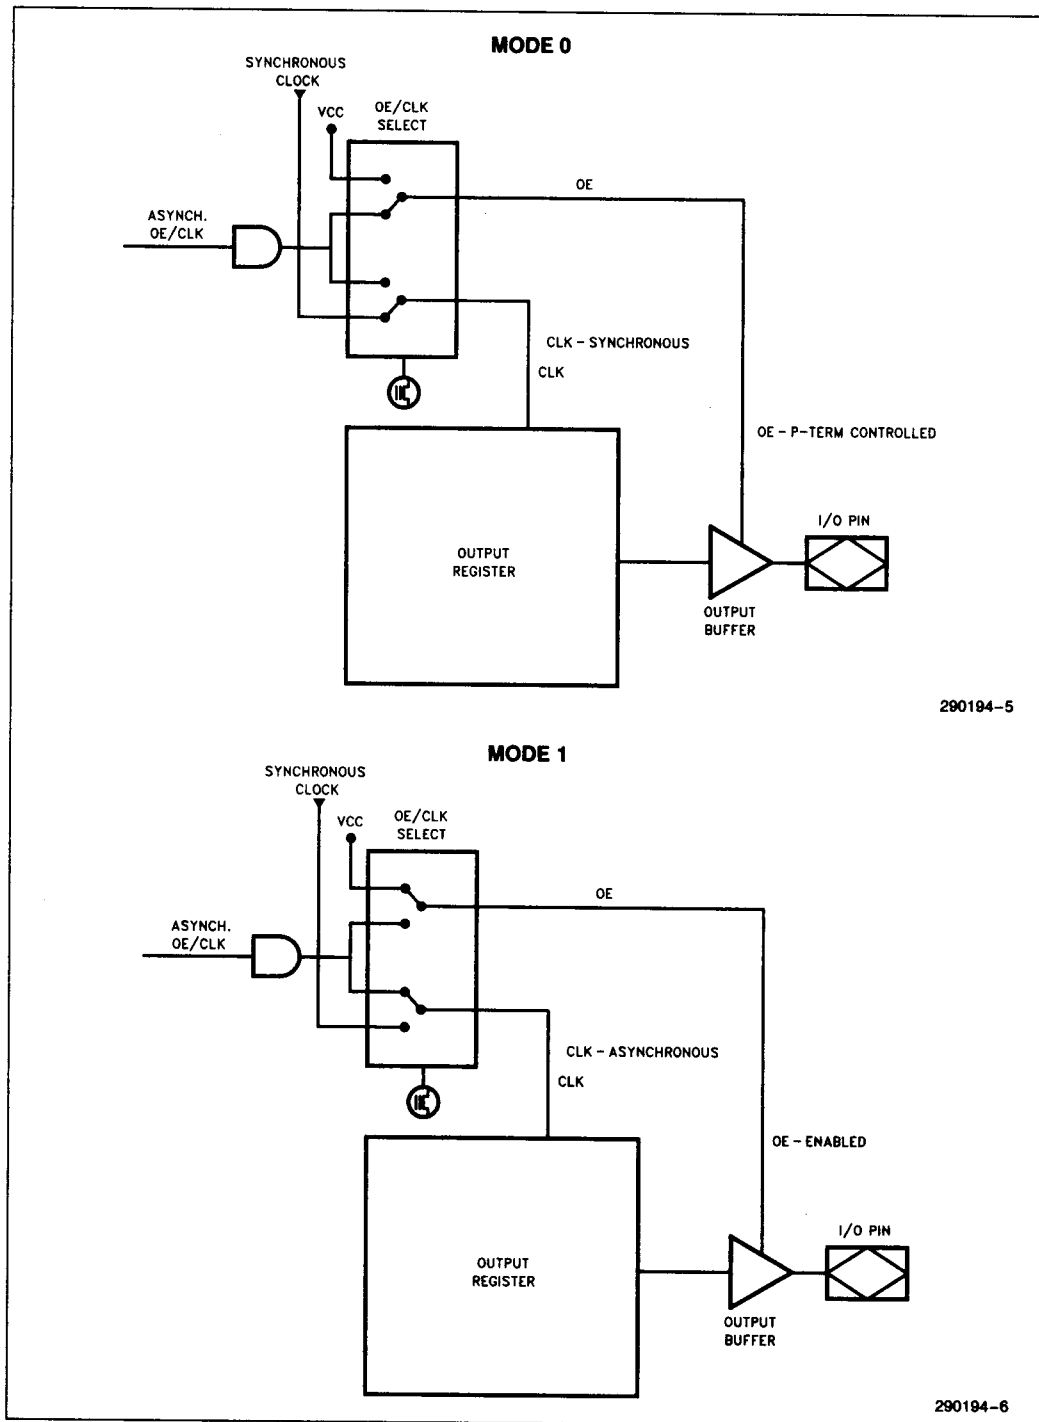 MODE 0
SYNCHRONOUS
CLOCK
VCC
OE/CLK
SELECT
OE
ASYNCH.
OE/CLK
CLK – SYNCHRONOUS
CLK
OE – P-TERM CONTROLLED
I/O PIN
OUTPUT
REGISTER
OUTPUT
BUFFER
290194–5
MODE 1
SYNCHRONOUS
CLOCK
VCC
OE/CLK
SELECT
OE
ASYNCH.
OE/CLK
CLK – ASYNCHRONOUS
CLK
OE – ENABLED
I/O PIN
OUTPUT
REGISTER
OUTPUT
BUFFER
290194–6